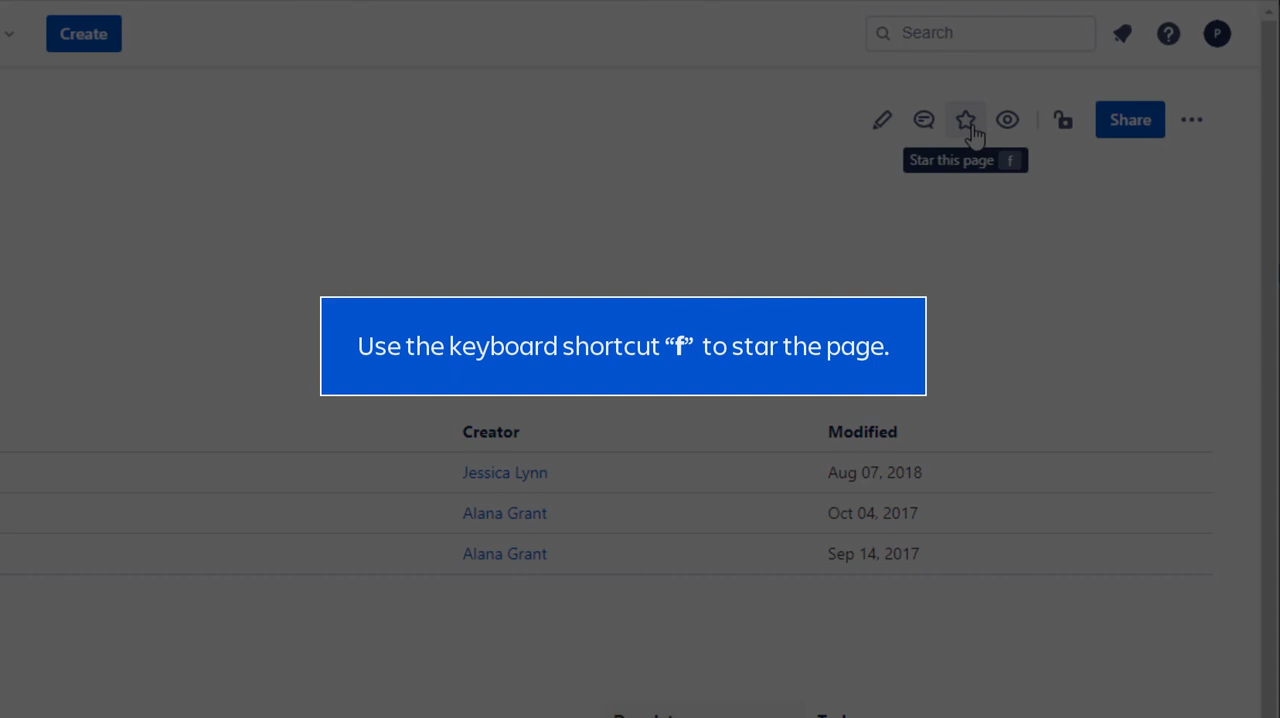 Create
Search
P
Share
Star this page f
Use the keyboard shortcut “f” to star the page.
Creator Modified
Jessica Lynn Aug 07, 2018
Alana Grant Oct 04, 2017
Alana Grant Sep 14, 2017